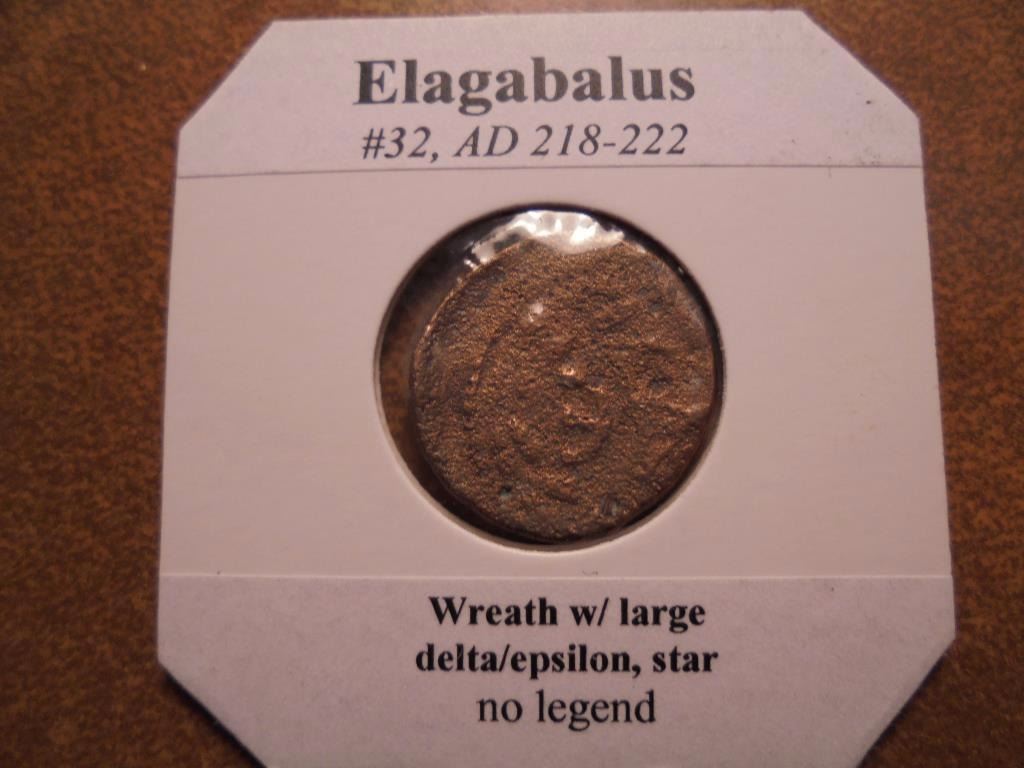 Elagabalus
#32, AD 218-222
Wreath w/ large
delta/epsilon, star
no legend